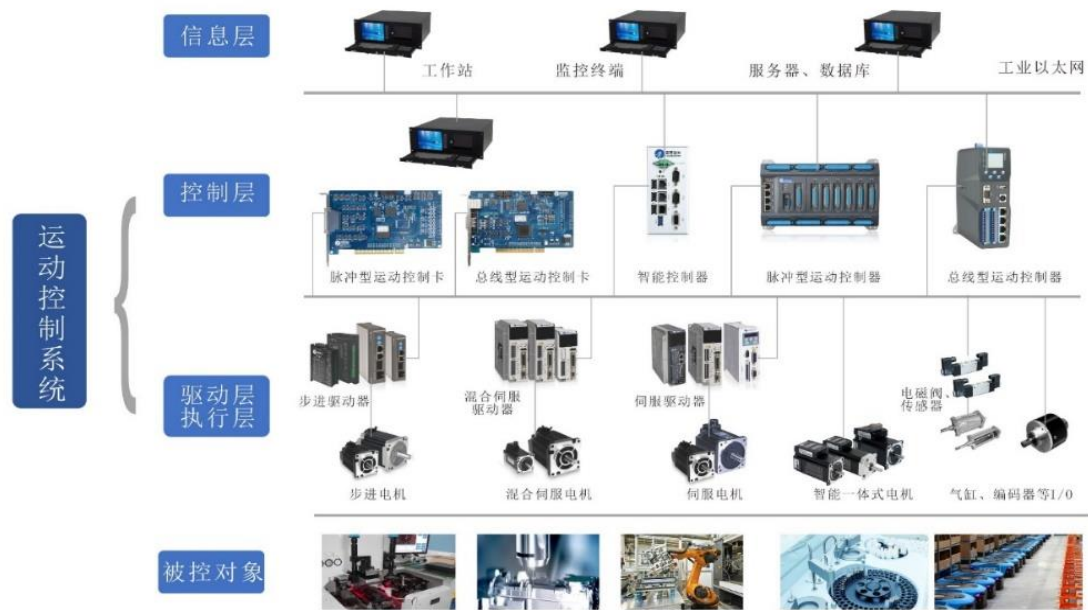 信息层
工作站
监控终端
服务器、数据库
工业以太网
控制层
脉冲型运动控制卡
总线型运动控制卡
智能控制器
脉冲型运动控制器
总线型运动控制器
运动控制系统
驱动层
执行层
步进驱动器
混合伺服
驱动器
伺服驱动器
电磁阀、
传感器
步进电机
混合伺服电机
伺服电机
智能一体式电机
气缸、编码器等I/O
被控对象